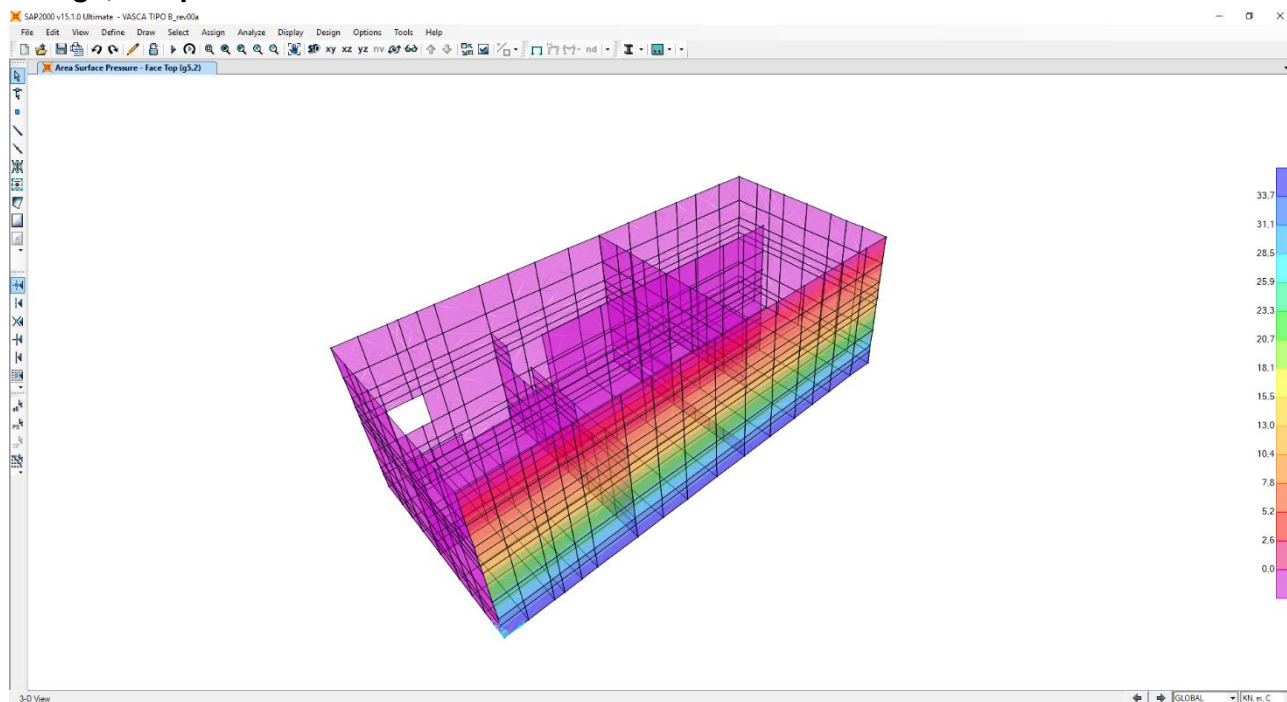 SAP2000 v15.1.0 Ultimate - VASCA TIPO B_rev00a
File Edit View Define Draw Select Assign Analyze Display Design Options Tools Help
xy xz yz nv nd
Area Surface Pressure - Face Top (g5.2)
33.7
31.1
28.5
25.9
23.3
20.7
18.1
15.5
13.0
10.4
7.8
5.2
2.6
0.0
3-D View
GLOBAL
KN, m, C